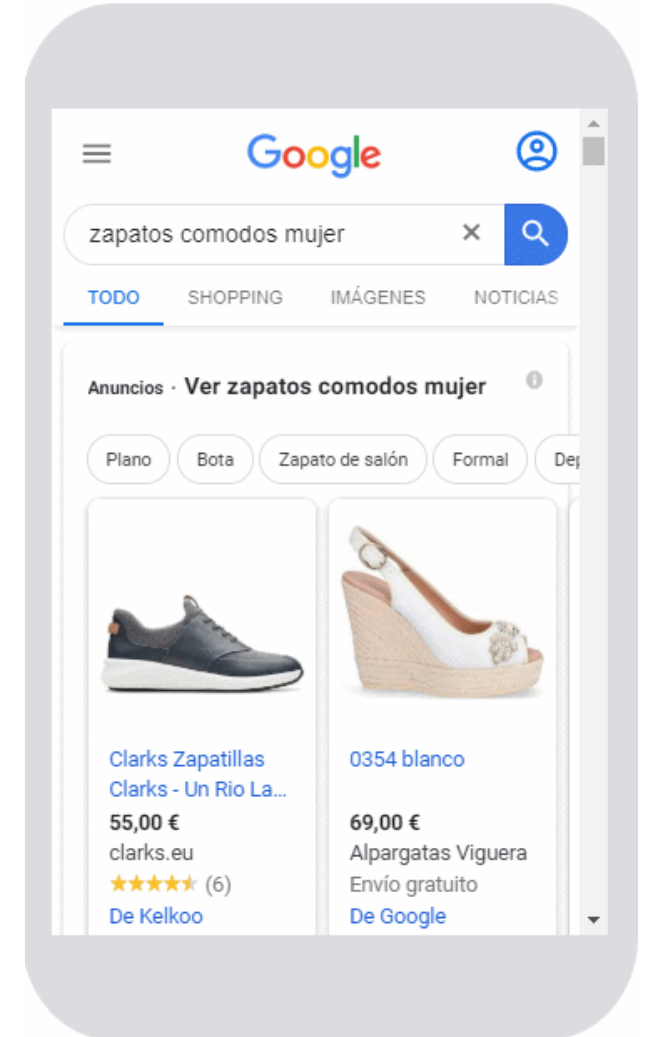 Google
zapatos comodos mujer
TODO SHOPPING IMÁGENES NOTICIAS
Anuncios · Ver zapatos comodos mujer
Plano Bota Zapato de salón Formal
Clarks Zapatillas
Clarks - Un Rio La...
55,00 €
clarks.eu
(6)
De Kelkoo
0354 blanco
69,00 €
Alpargatas Viguera
Envío gratuito
De Google